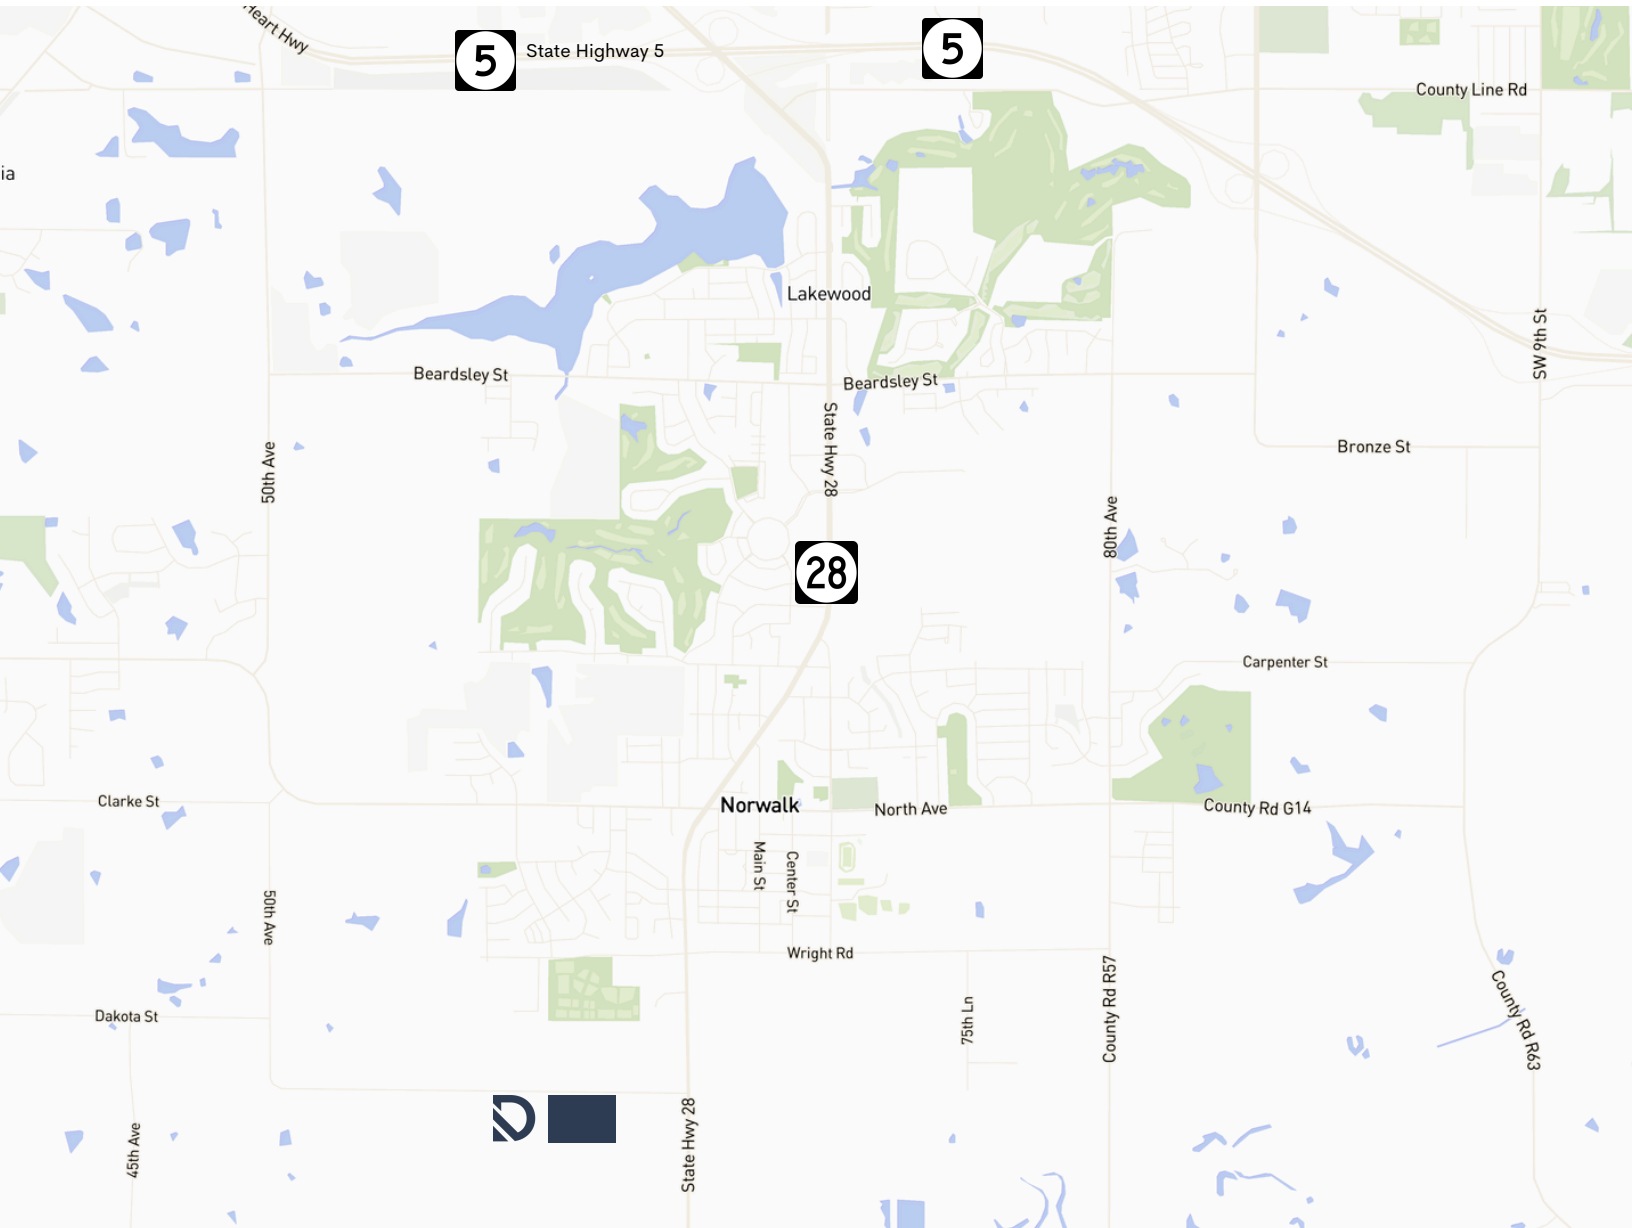 Heart Hwy
5
State Highway 5
5
County Line Rd
ia
Lakewood
SW 9th St
Beardsley St
Beardsley St
State Hwy 28
Bronze St
50th Ave
80th Ave
28
Carpenter St
Clarke St
Norwalk
North Ave
County Rd G14
Main St
Center St
50th Ave
Wright Rd
County Rd R57
County Rd R63
75th Ln
Dakota St
State Hwy 28
45th Ave